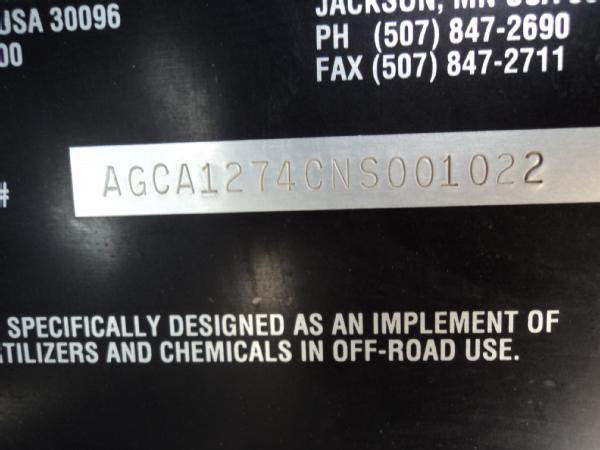 USA 30096
00
JACKSON, MN USA
PH (507) 847-2690
FAX (507) 847-2711
# AGCA1274CNS001022
SPECIFICALLY DESIGNED AS AN IMPLEMENT OF
TILIZERS AND CHEMICALS IN OFF-ROAD USE.